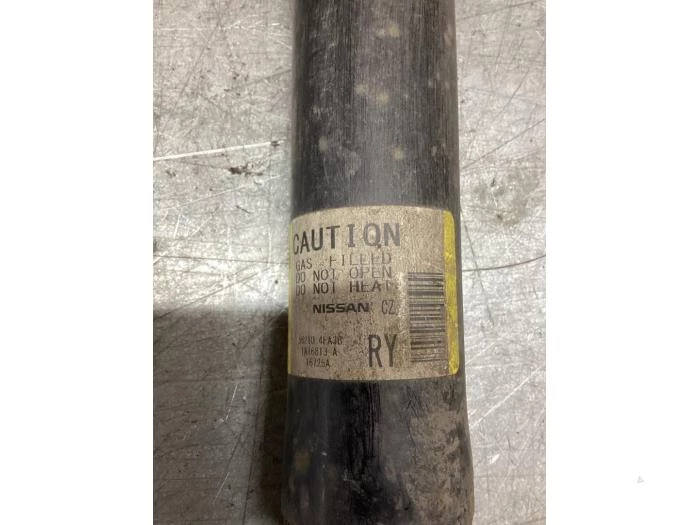 CAUTION
GAS FILLED
DO NOT OPEN
DO NOT HEAT
NISSAN CZ
RY